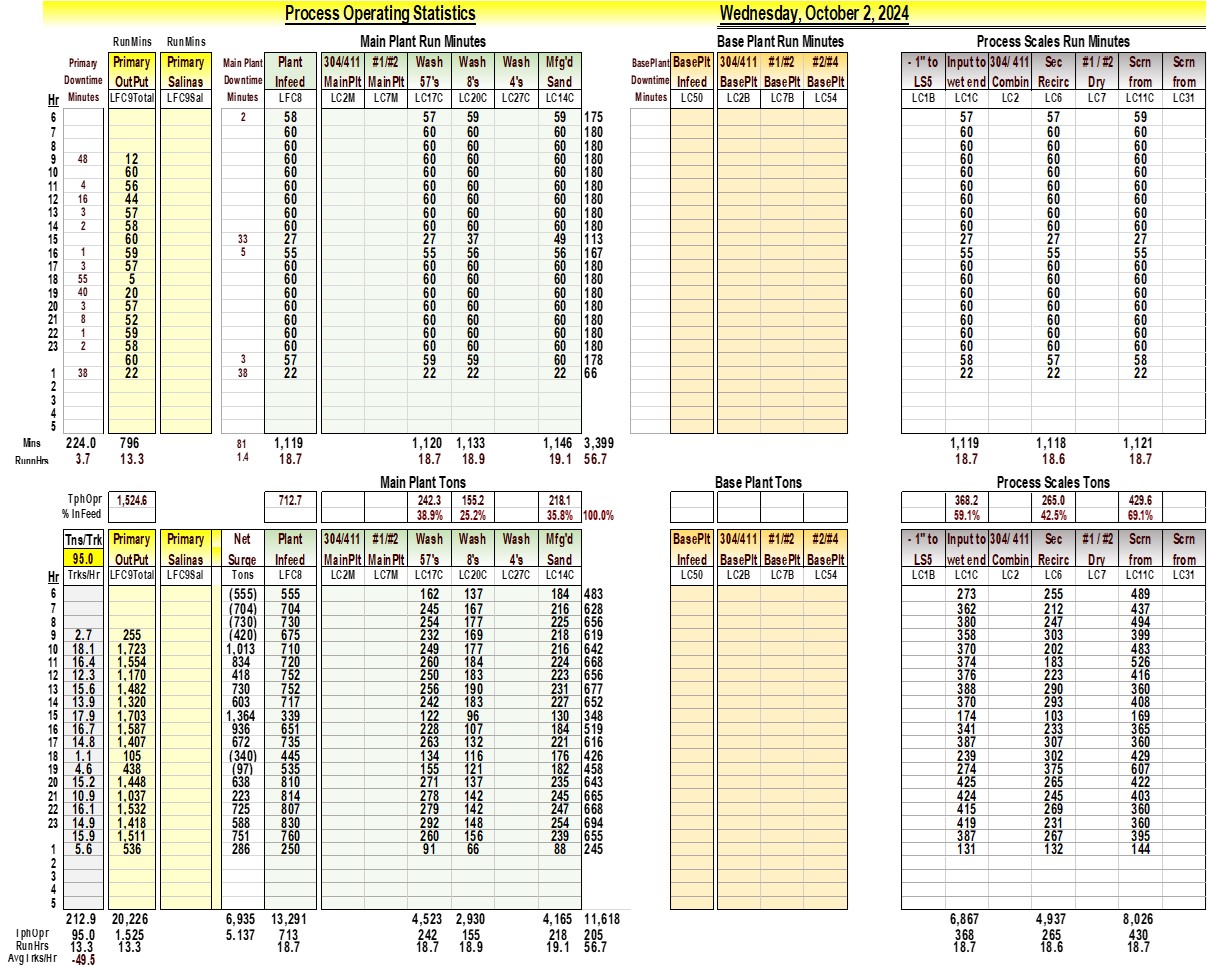 Process Operating Statistics Wednesday, October 2, 2024
RunMins RunMins Main Plant Run Minutes Base Plant Run Minutes Process Scales Run Minutes
Primary Primary Primary Main Plant Plant 304/411 #1/#2 Wash Wash Wash Mfg'd BasePlant BasePlt 304/411 #1/#2 #2/#4 - 1" to Input to 304/ 411 Sec #1 / #2 Scrn Scrn
Downtime OutPut Salinas Downtime Infeed MainPlt MainPlt 57's 8's 4's Sand Downtime Infeed BasePlt BasePlt BasePlt LS5 wet end Combin Recirc Dry from from
Hr Minutes LFC9Total LFC9Sal Minutes LFC8 LC2M LC7M LC17C LC20C LC27C LC14C Minutes LC50 LC2B LC7B LC54 LC1B LC1C LC2 LC6 LC7 LC11C LC31
6 2 58 57 59 59 175 57 57 59
7 60 60 60 60 180 60 60 60
8 60 60 60 60 180 60 60 60
9 48 12 60 60 60 60 180 60 60 60
10 60 60 60 60 60 180 60 60 60
11 4 56 60 60 60 60 180 60 60 60
12 16 44 60 60 60 60 180 60 60 60
13 3 57 60 60 60 60 180 60 60 60
14 2 58 60 60 60 60 180 60 60 60
15 60 33 27 27 37 49 113 27 27 27
16 1 59 5 55 55 56 56 167 55 55 55
17 3 57 60 60 60 60 180 60 60 60
18 55 5 60 60 60 60 180 60 60 60
19 40 20 60 60 60 60 180 60 60 60
20 3 57 60 60 60 60 180 60 60 60
21 8 52 60 60 60 60 180 60 60 60
22 1 59 60 60 60 60 180 60 60 60
23 2 58 60 60 60 60 180 60 60 60
60 3 57 59 59 60 178 58 57 58
1 38 22 38 22 22 22 22 66 22 22 22
2
3
4
5
Mins 224.0 796 81 1,119 1,120 1,133 1,146 3,399 1,119 1,118 1,121
RunnHrs 3.7 13.3 1.4 18.7 18.7 18.9 19.1 56.7 18.7 18.6 18.7
Main Plant Tons Base Plant Tons Process Scales Tons
TphOpr 1,524.6 712.7 242.3 155.2 218.1 368.2 265.0 429.6
% InFeed 38.9% 25.2% 35.8% 100.0% 59.1% 42.5% 69.1%
Tns/Trk Primary Primary Net Plant 304/411 #1/#2 Wash Wash Wash Mfg'd BasePlt 304/411 #1/#2 #2/#4 - 1" to Input to 304/ 411 Sec #1 / #2 Scrn Scrn
95.0 OutPut Salinas Surge Infeed MainPlt MainPlt 57's 8's 4's Sand Infeed BasePlt BasePlt BasePlt LS5 wet end Combin Recirc Dry from from
Hr Trks/Hr LFC9Total LFC9Sal Tons LFC8 LC2M LC7M LC17C LC20C LC27C LC14C LC50 LC2B LC7B LC54 LC1B LC1C LC2 LC6 LC7 LC11C LC31
6 (555) 555 162 137 184 483 273 255 489
7 (704) 704 245 167 216 628 362 212 437
8 (730) 730 254 177 225 656 380 247 494
9 2.7 255 (420) 675 232 169 218 619 358 303 399
10 18.1 1,723 1,013 710 249 177 216 642 370 202 483
11 16.4 1,554 834 720 260 184 224 668 374 183 526
12 12.3 1,170 418 752 250 183 223 656 376 223 416
13 15.6 1,482 730 752 256 190 231 677 388 290 360
14 13.9 1,320 603 717 242 183 227 652 370 293 408
15 17.9 1,703 1,364 339 122 96 130 348 174 103 169
16 16.7 1,587 936 651 228 107 184 519 341 233 365
17 14.8 1,407 672 735 263 132 221 616 387 307 360
18 1.1 105 (340) 445 134 116 176 426 239 302 429
19 4.6 438 (97) 535 155 121 182 458 274 375 607
20 15.2 1,448 638 810 271 137 235 643 425 265 422
21 10.9 1,037 223 814 278 142 245 665 424 245 403
22 16.1 1,532 725 807 279 142 247 668 415 269 360
23 14.9 1,418 588 830 292 148 254 694 419 231 360
15.9 1,511 751 760 260 156 239 655 387 267 395
1 5.6 536 286 250 91 66 88 245 131 132 144
2
3
4
5
212.9 20,226 6,935 13,291 4,523 2,930 4,165 11,618 6,867 4,937 8,026
TphOpr 95.0 1,525 5,137 713 242 155 218 205 368 265 430
RunHrs 13.3 13.3 18.7 18.7 18.9 19.1 56.7 18.7 18.6 18.7
AvgTrks/Hr -49.5